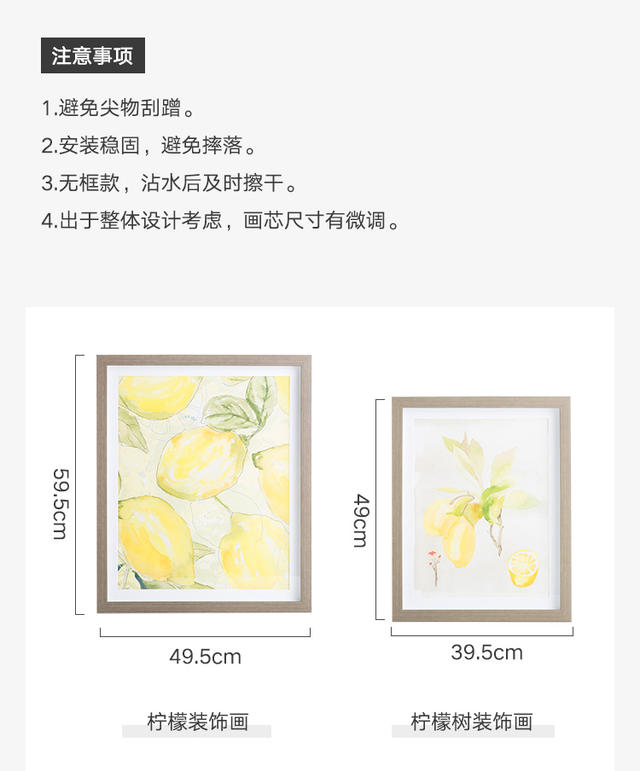 注意事项
1.避免尖物刮蹭。
2.安装稳固，避免摔落。
3.无框款，沾水后及时擦干。
4.出于整体设计考虑，画芯尺寸有微调。
59.5cm
49cm
49.5cm
39.5cm
柠檬装饰画
柠檬树装饰画